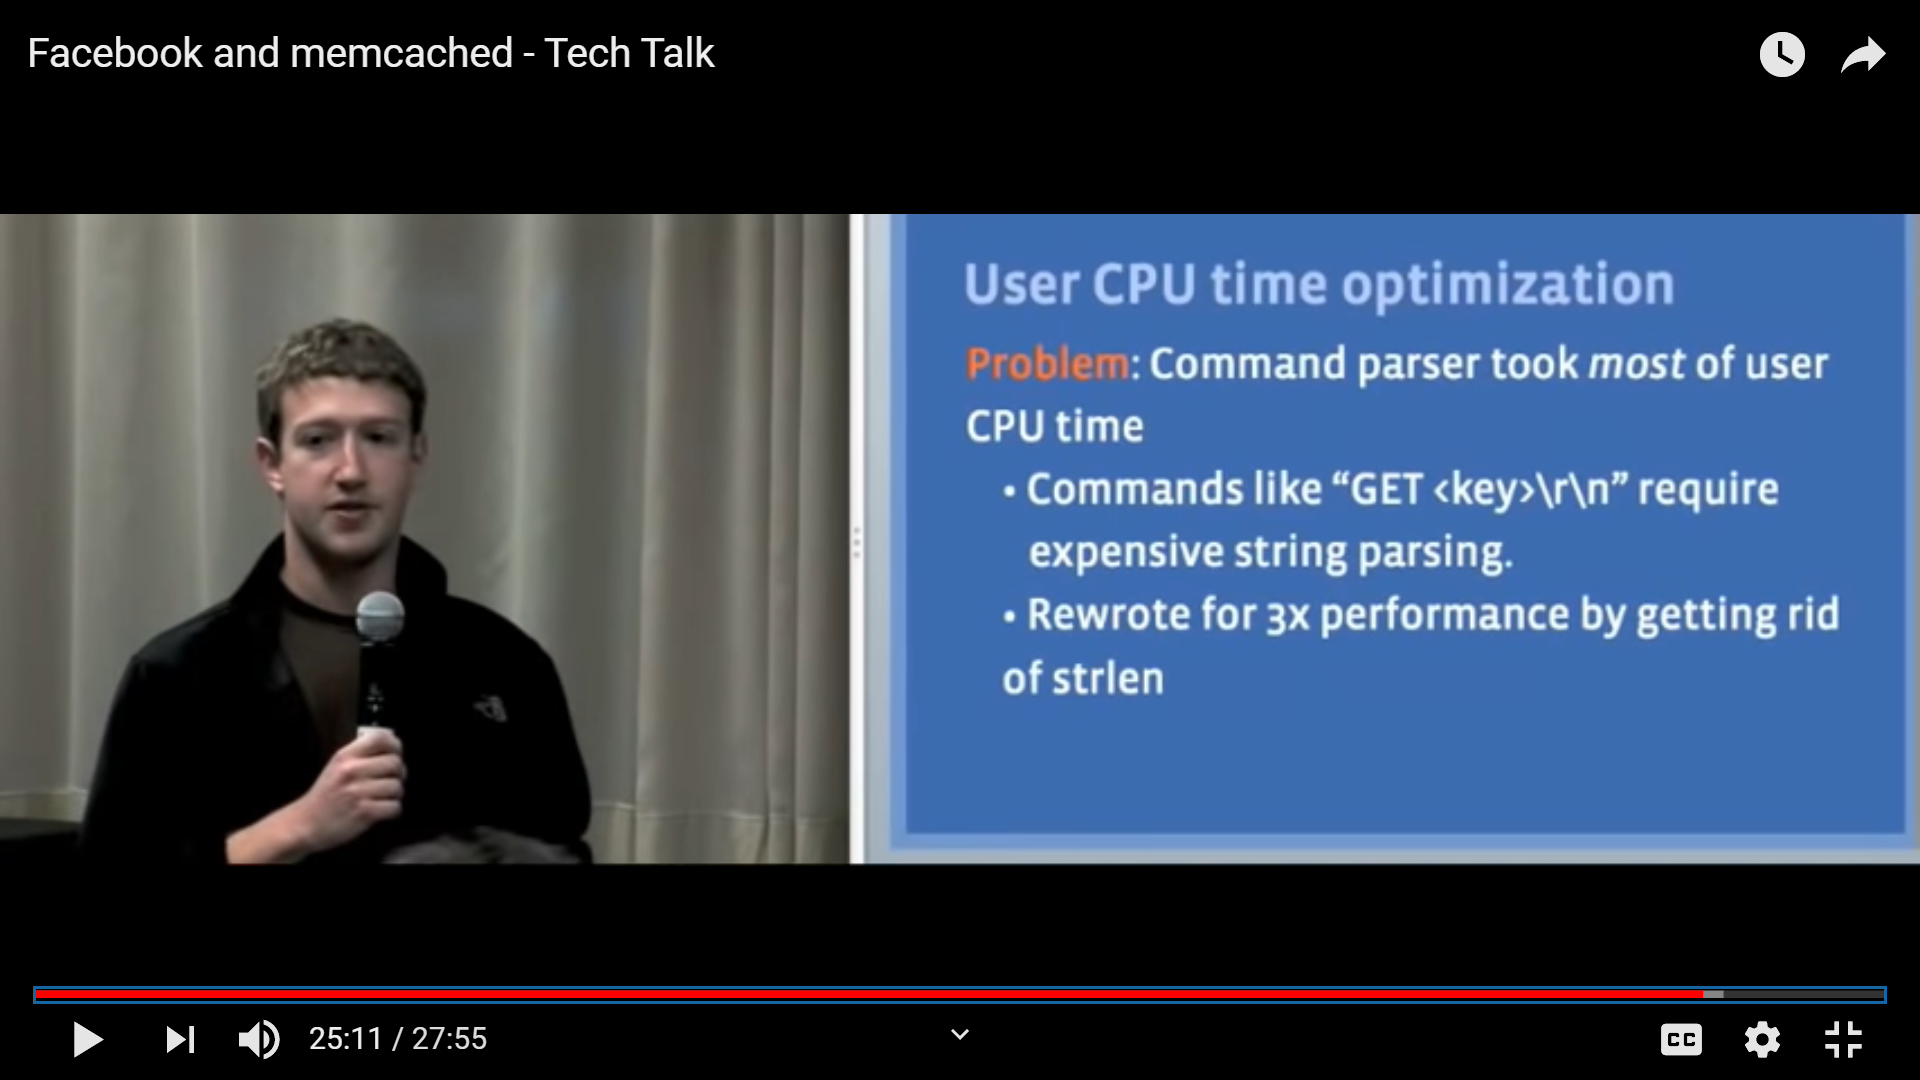 Facebook and memcached - Tech Talk
User CPU time optimization
Problem: Command parser took most of user
CPU time
• Commands like “GET <key>\r\n” require
expensive string parsing.
• Rewrote for 3x performance by getting rid
of strlen
25:11 / 27:55
CC